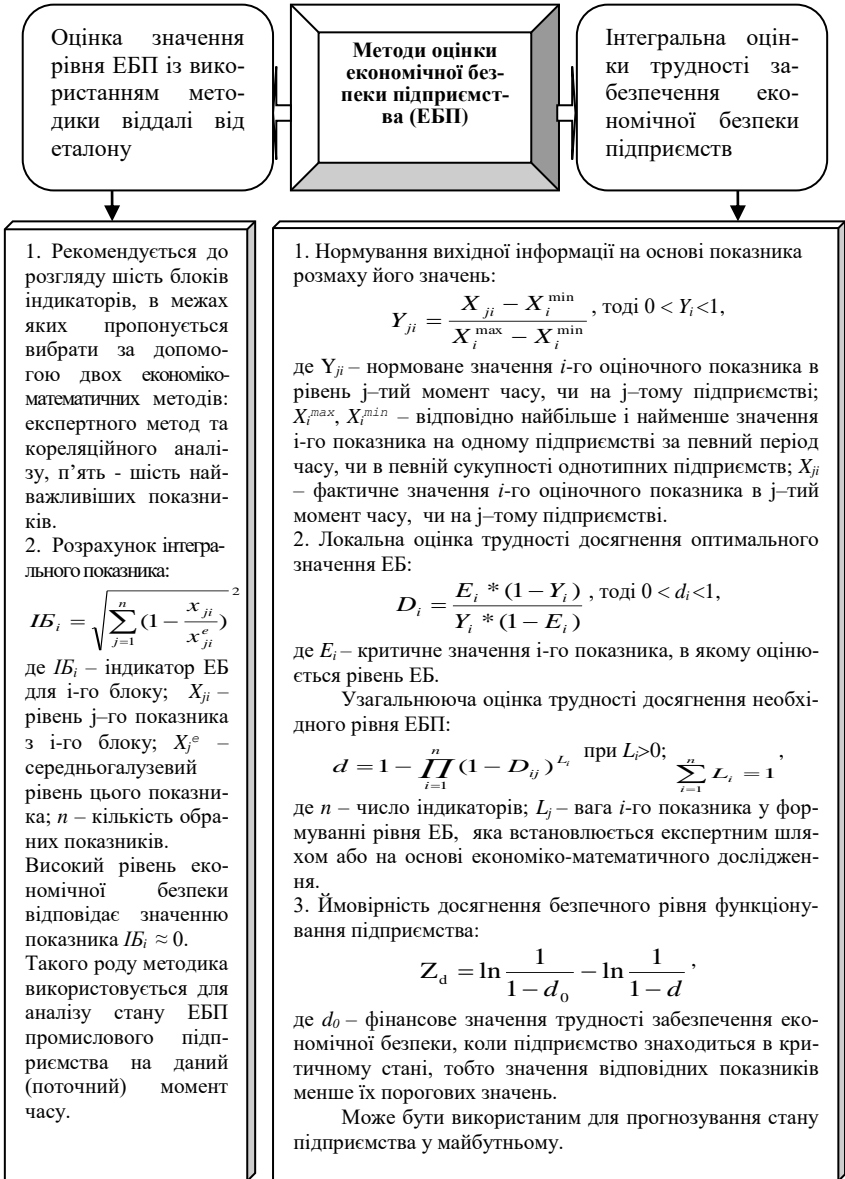 Оцінка значення
рівня ЕБП із вико-
ристанням мето-
дики віддалі від
еталону
Методи оцінки
економічної без-
пеки підприємст-
ва (ЕБП)
Інтегральна оцін-
ки трудності за-
безпечення еко-
номічної безпеки
підприємств
1. Рекомендується до
розгляду шість блоків
індикаторів, в межах
яких пропонується
вибрати за допомо-
гою двох економіко-
математичних методів:
експертного метод та
кореляційного аналі-
зу, п’ять - шість най-
важливіших показни-
ків.
2. Розрахунок інтегра-
льного показника:
IБ_i = √(∑_{j=1}^{n} (1 − x_{ji} / x_{ji}^e))^2
де IБ_i – індикатор ЕБ
для і-го блоку; X_{ji} –
рівень j–го показника
з і-го блоку; X_j^e –
середньогалузевий
рівень цього показни-
ка; n – кількість обра-
них показників.
Високий рівень еко-
номічної безпеки
відповідає значенню
показника IБ_i ≈ 0.
Такого роду методика
використовується для
аналізу стану ЕБП
промислового підп-
риємства на даний
(поточний) момент
часу.
1. Нормування вихідної інформації на основі показника
розмаху його значень:
Y_{ji} = (X_{ji} − X_i^{min}) / (X_i^{max} − X_i^{min}) , тоді 0 < Y_i <1,
де Y_{ji} – нормоване значення i-го оціночного показника в
рівень j–тий момент часу, чи на j–тому підприємстві;
X_i^{max}, X_i^{min} – відповідно найбільше і найменше значення
і-го показника на одному підприємстві за певний період
часу, чи в певній сукупності однотипних підприємств; X_{ji}
– фактичне значення i-го оціночного показника в j–тий
момент часу, чи на j–тому підприємстві.
2. Локальна оцінка трудності досягнення оптимального
значення ЕБ:
D_i = (E_i * (1 − Y_i)) / (Y_i * (1 − E_i)) , тоді 0 < d_i <1,
де E_i – критичне значення і-го показника, в якому оціню-
ється рівень ЕБ.
Узагальнююча оцінка трудності досягнення необхі-
дного рівня ЕБП:
d = 1 − ∏_{i=1}^{n} (1 − D_{ij})^{L_i} при L_i>0; ∑_{i=1}^{n} L_i = 1 ,
де n – число індикаторів; L_j – вага i-го показника у фор-
муванні рівня ЕБ, яка встановлюється експертним шля-
хом або на основі економіко-математичного досліджен-
ня.
3. Ймовірність досягнення безпечного рівня функціону-
вання підприємства:
Z_d = ln 1 / (1 − d_0) − ln 1 / (1 − d) ,
де d_0 – фінансове значення трудності забезпечення еко-
номічної безпеки, коли підприємство знаходиться в кри-
тичному стані, тобто значення відповідних показників
менше їх порогових значень.
Може бути використаним для прогнозування стану
підприємства у майбутньому.